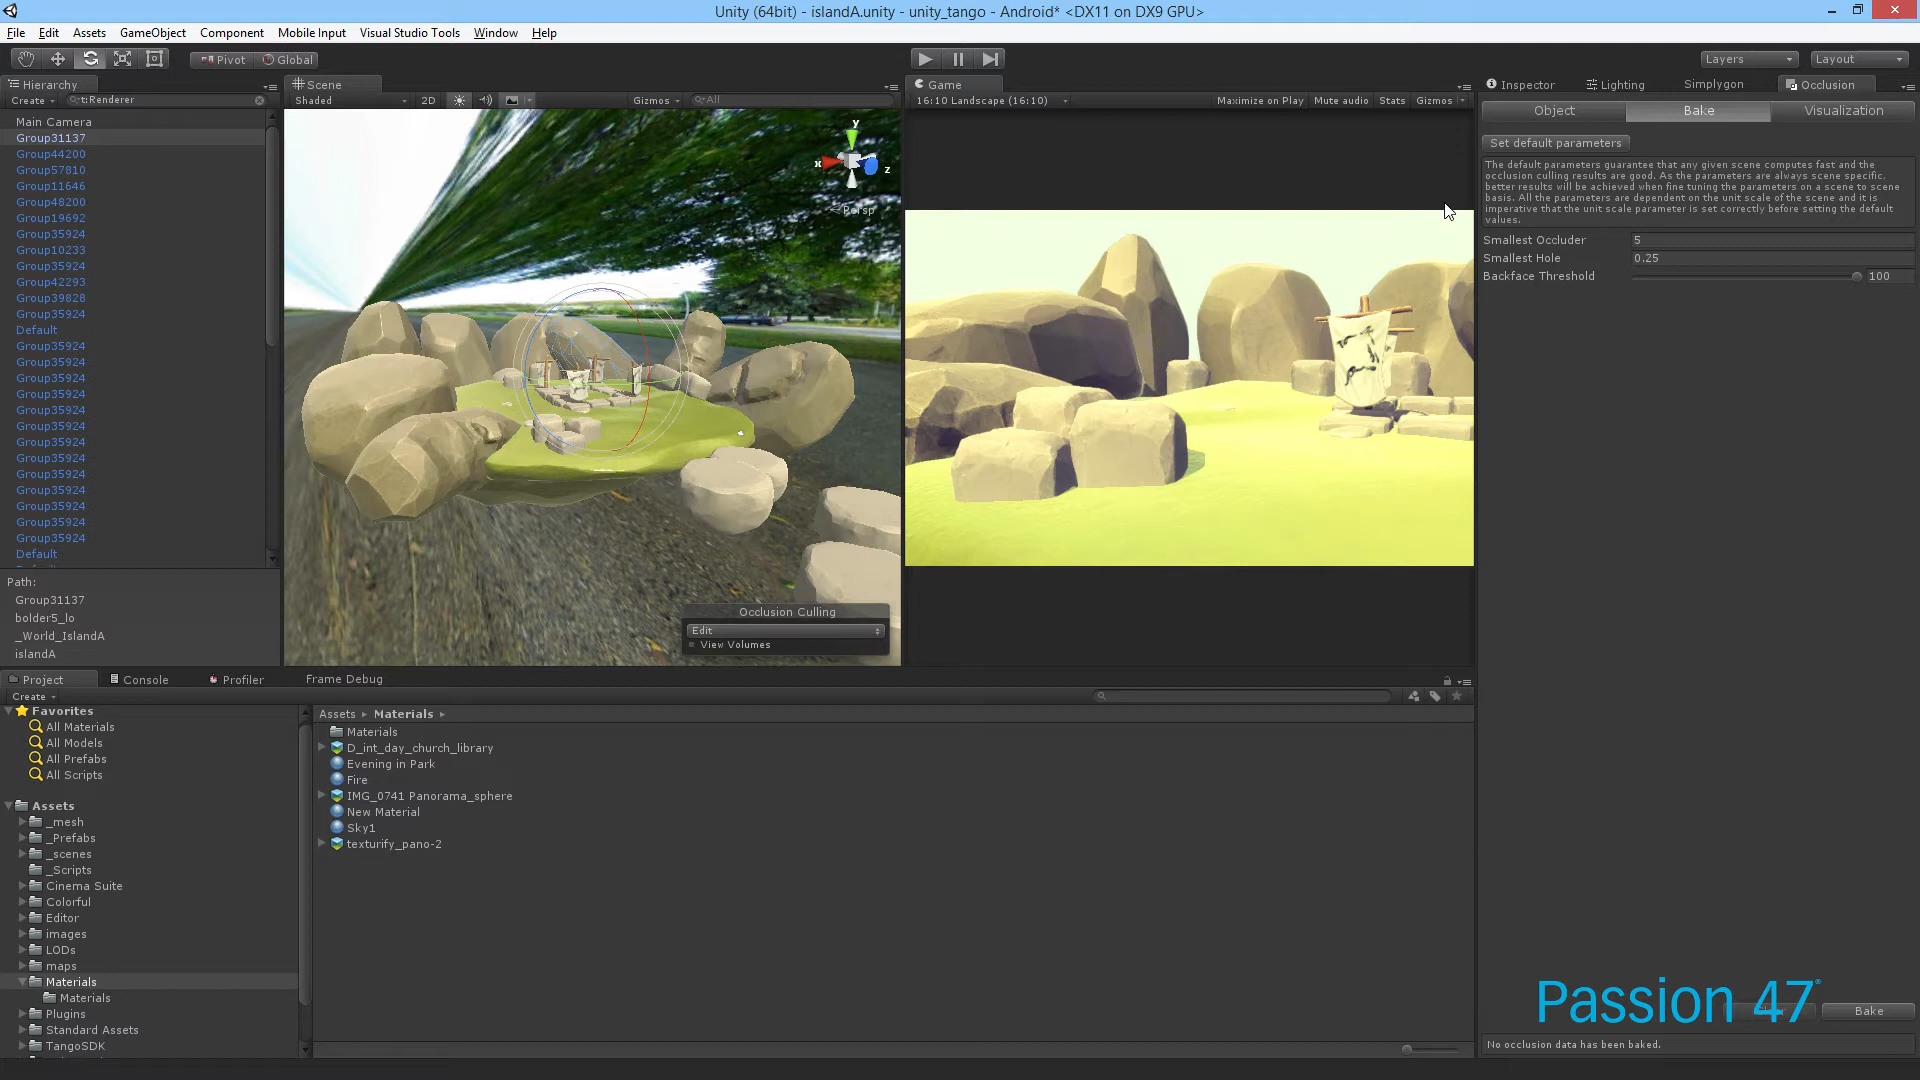 Unity (64bit) - islandA.unity - unity_tango - Android* <DX11 on DX9 GPU>
File Edit Assets GameObject Component Mobile Input Visual Studio Tools Window Help
Pivot Global Layers Layout
Hierarchy
Create t:Renderer
Main Camera
Group31137
Group44200
Group57810
Group11646
Group48200
Group19692
Group35924
Group10233
Group35924
Group42293
Group39828
Group35924
Default
Group35924
Group35924
Group35924
Group35924
Group35924
Group35924
Group35924
Group35924
Group35924
Group35924
Group35924
Group35924
Group35924
Default
Path:
Group31137
bolder5_lo
_World_IslandA
islandA
Scene
Shaded 2D Gizmos All
y
x
z
Persp
Occlusion Culling
Edit
View Volumes
Game
16:10 Landscape (16:10) Maximize on Play Mute audio Stats Gizmos
Inspector Lighting Simplygon Occlusion
Object Bake Visualization
Set default parameters
The default parameters guarantee that any given scene computes fast and the
occlusion culling results are good. As the parameters are always scene specific,
better results will be achieved when fine tuning the parameters on a scene to scene
basis. All the parameters are dependent on the unit scale of the scene and it is
imperative that the unit scale parameter is set correctly before setting the default
values.
Smallest Occluder 5
Smallest Hole 0.25
Backface Threshold 100
Project Console Profiler Frame Debug
Create
Favorites
All Materials
All Models
All Prefabs
All Scripts
Assets
_mesh
_Prefabs
_scenes
_Scripts
Cinema Suite
Colorful
Editor
images
LODs
maps
Materials
Materials
Plugins
Standard Assets
TangoSDK
Assets Materials
Materials
D_int_day_church_library
Evening in Park
Fire
IMG_0741 Panorama_sphere
New Material
Sky1
texturify_pano-2
Passion 47
Bake
No occlusion data has been baked.